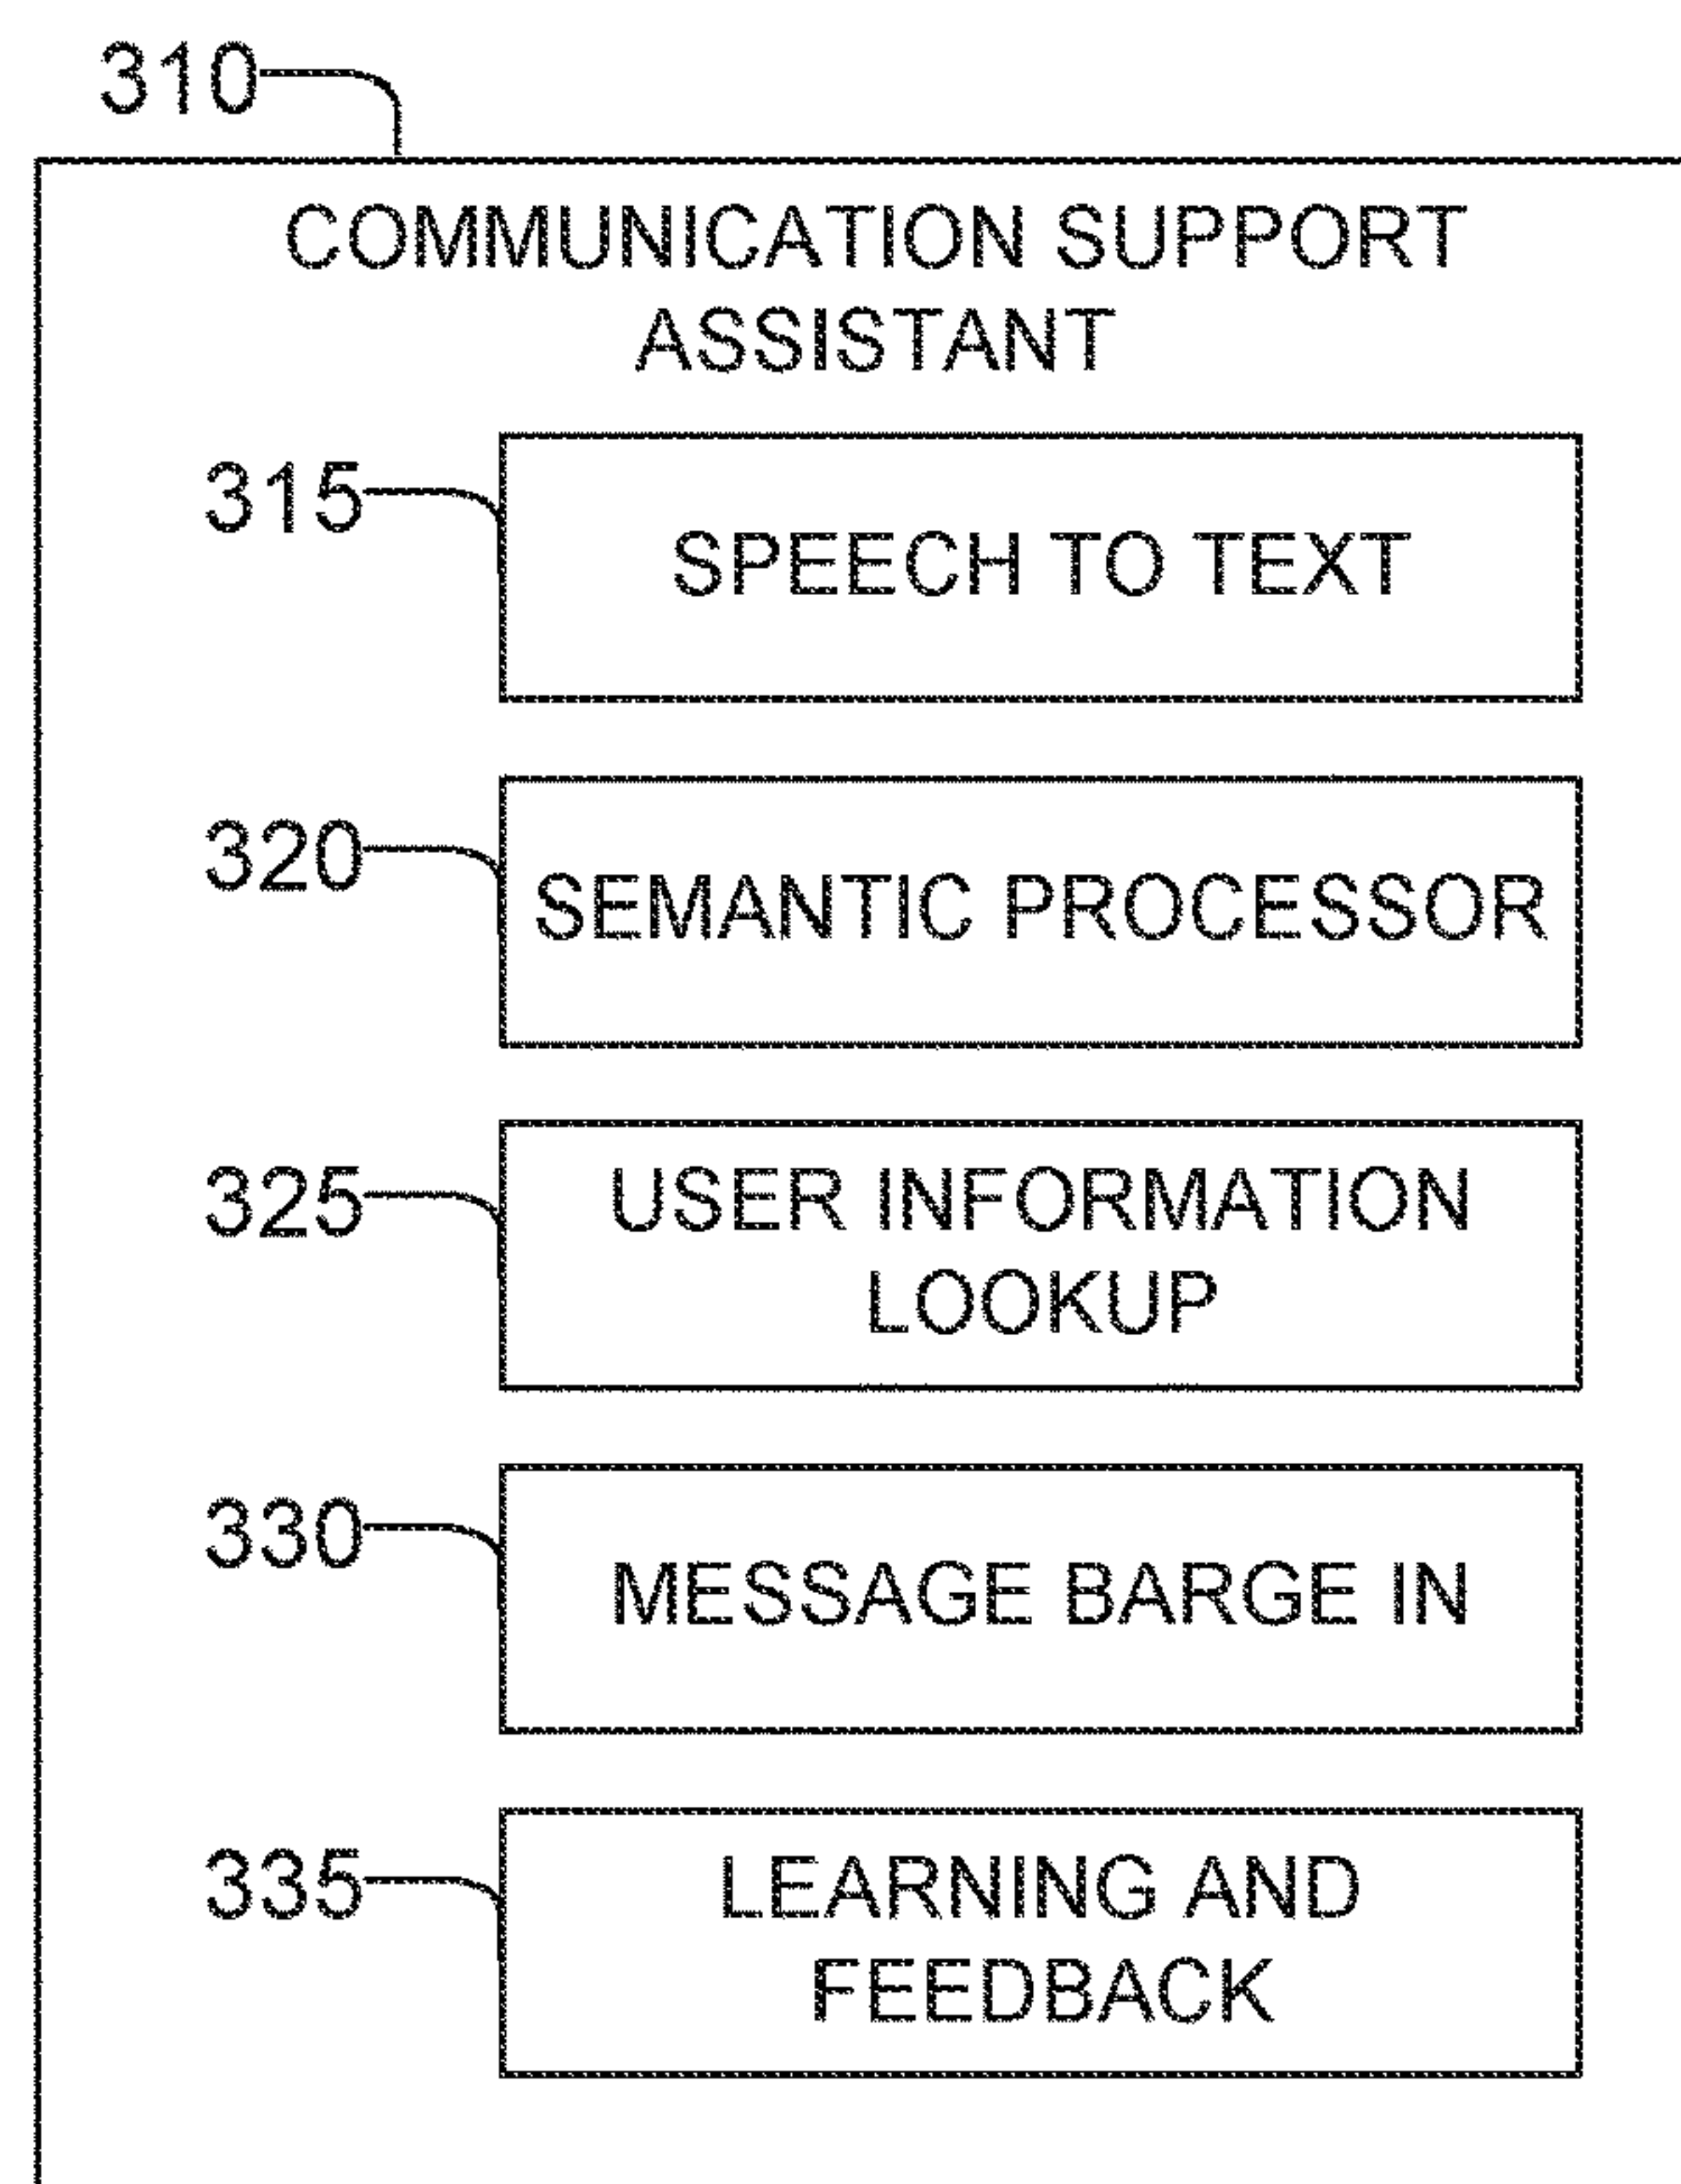 310
COMMUNICATION SUPPORT
ASSISTANT
315
SPEECH TO TEXT
320
SEMANTIC PROCESSOR
325
USER INFORMATION
LOOKUP
330
MESSAGE BARGE IN
335
LEARNING AND
FEEDBACK